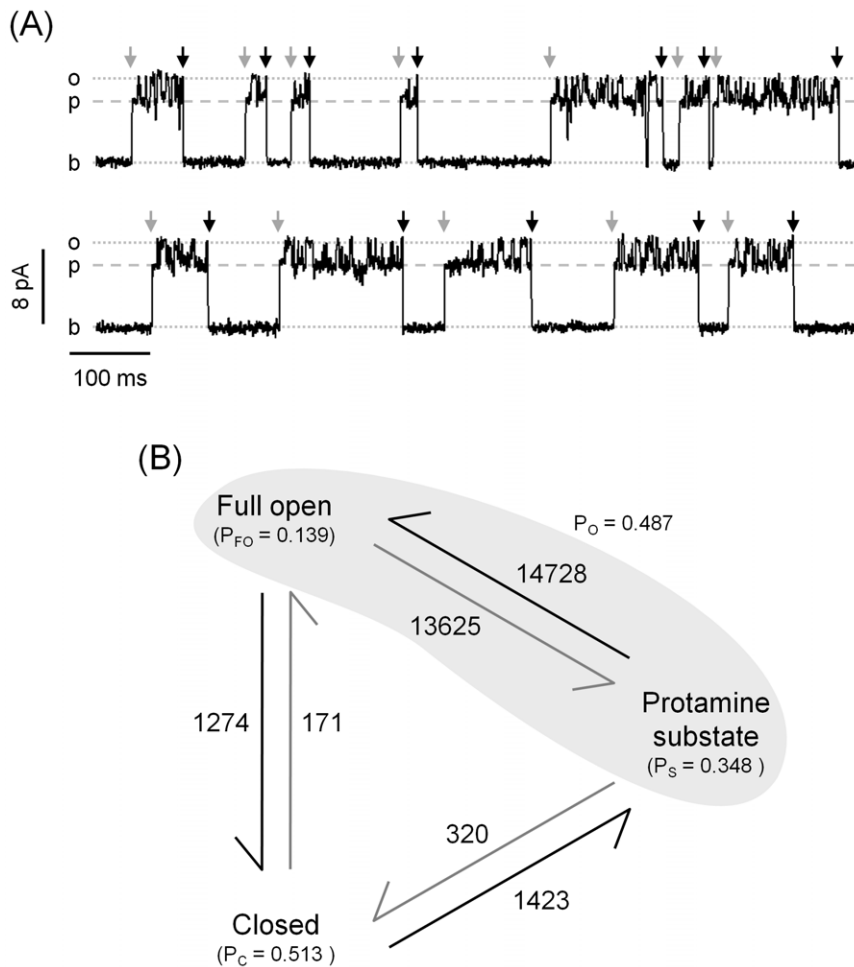 (A)
o
p
b
o
p
b
8 pA
100 ms
(B)
Full open
(P_FO = 0.139)
P_O = 0.487
14728
13625
Protamine
substate
(P_S = 0.348 )
1274
171
320
1423
Closed
(P_C = 0.513 )